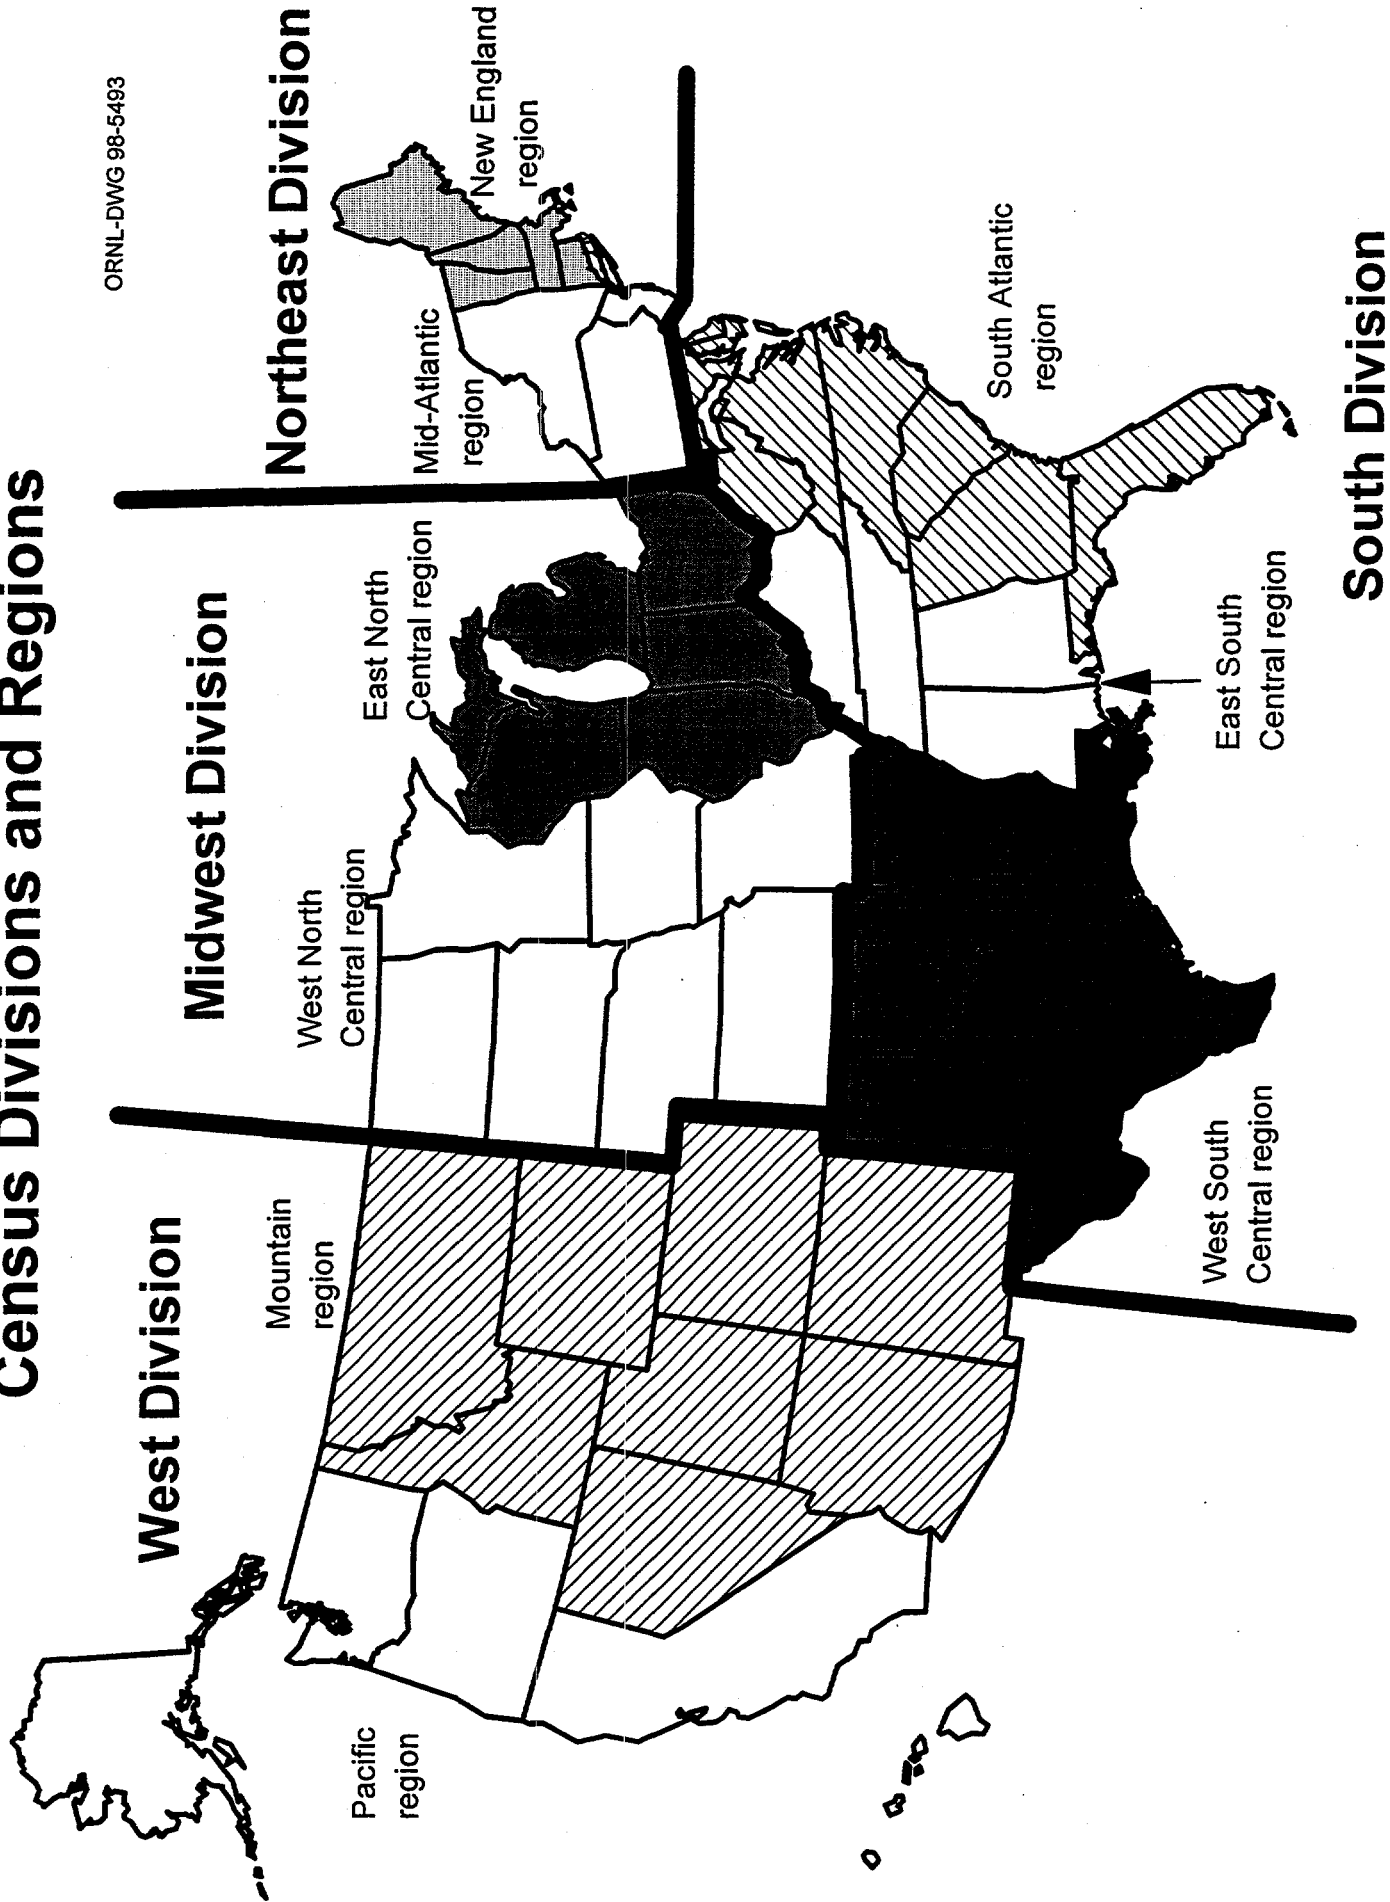 Census Divisions and Regions
ORNL-DWG 98-5493
West Division
Midwest Division
Northeast Division
Pacific
region
Mountain
region
West North
Central region
East North
Central region
Mid-Atlantic
region
New England
region
West South
Central region
East South
Central region
South Atlantic
region
South Division